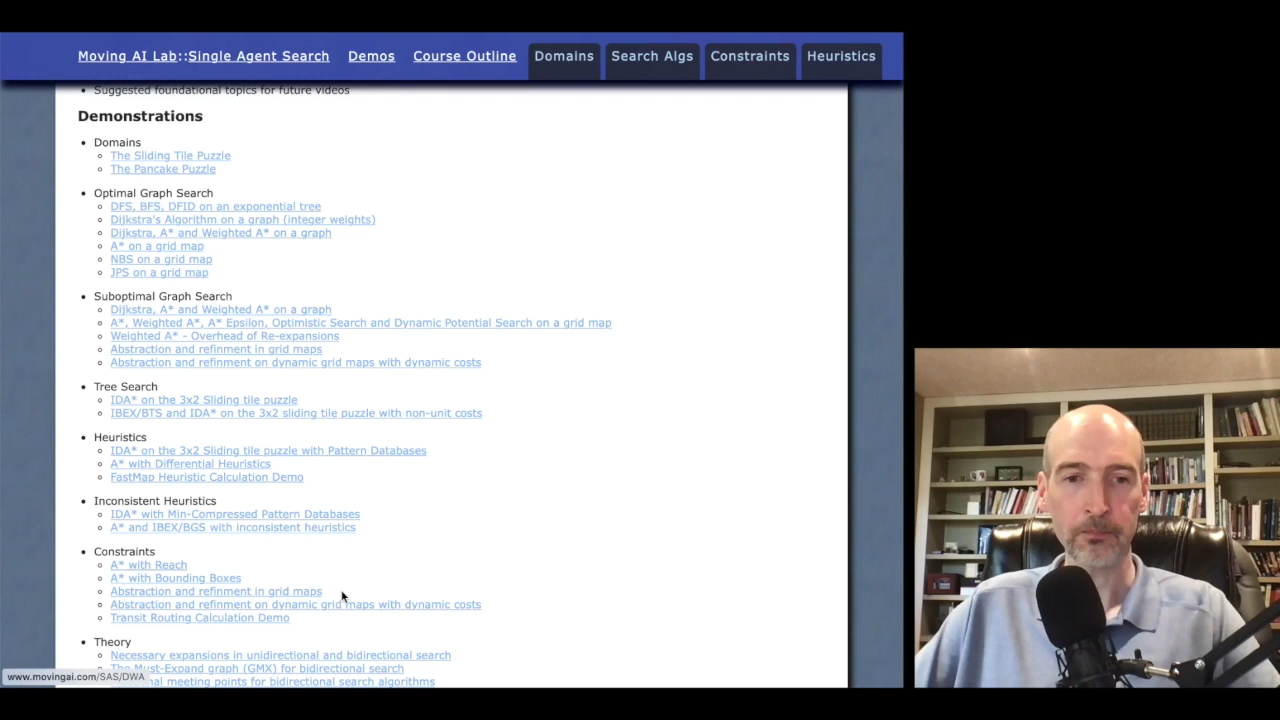 Moving AI Lab::Single Agent Search Demos Course Outline Domains Search Algs Constraints Heuristics
Suggested foundational topics for future videos
Demonstrations
Domains
The Sliding Tile Puzzle
The Pancake Puzzle
Optimal Graph Search
DFS, BFS, DFID on an exponential tree
Dijkstra's Algorithm on a graph (integer weights)
Dijkstra, A* and Weighted A* on a graph
A* on a grid map
NBS on a grid map
JPS on a grid map
Suboptimal Graph Search
Dijkstra, A* and Weighted A* on a graph
A*, Weighted A*, A* Epsilon, Optimistic Search and Dynamic Potential Search on a grid map
Weighted A* - Overhead of Re-expansions
Abstraction and refinment in grid maps
Abstraction and refinment on dynamic grid maps with dynamic costs
Tree Search
IDA* on the 3x2 Sliding tile puzzle
IBEX/BTS and IDA* on the 3x2 sliding tile puzzle with non-unit costs
Heuristics
IDA* on the 3x2 Sliding tile puzzle with Pattern Databases
A* with Differential Heuristics
FastMap Heuristic Calculation Demo
Inconsistent Heuristics
IDA* with Min-Compressed Pattern Databases
A* and IBEX/BGS with inconsistent heuristics
Constraints
A* with Reach
A* with Bounding Boxes
Abstraction and refinment in grid maps
Abstraction and refinment on dynamic grid maps with dynamic costs
Transit Routing Calculation Demo
Theory
Necessary expansions in unidirectional and bidirectional search
The Must-Expand graph (GMX) for bidirectional search
meeting points for bidirectional search algorithms
www.movingai.com/SAS/DWA